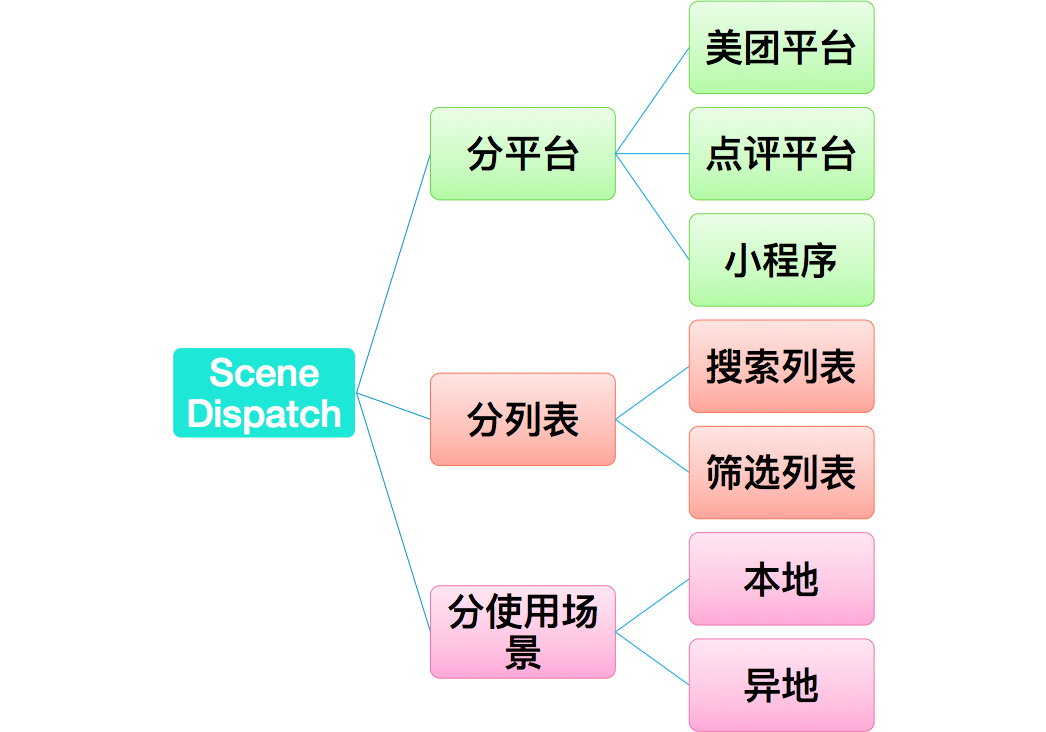 Scene
Dispatch
分平台
美团平台
点评平台
小程序
分列表
搜索列表
筛选列表
分使用场
景
本地
异地